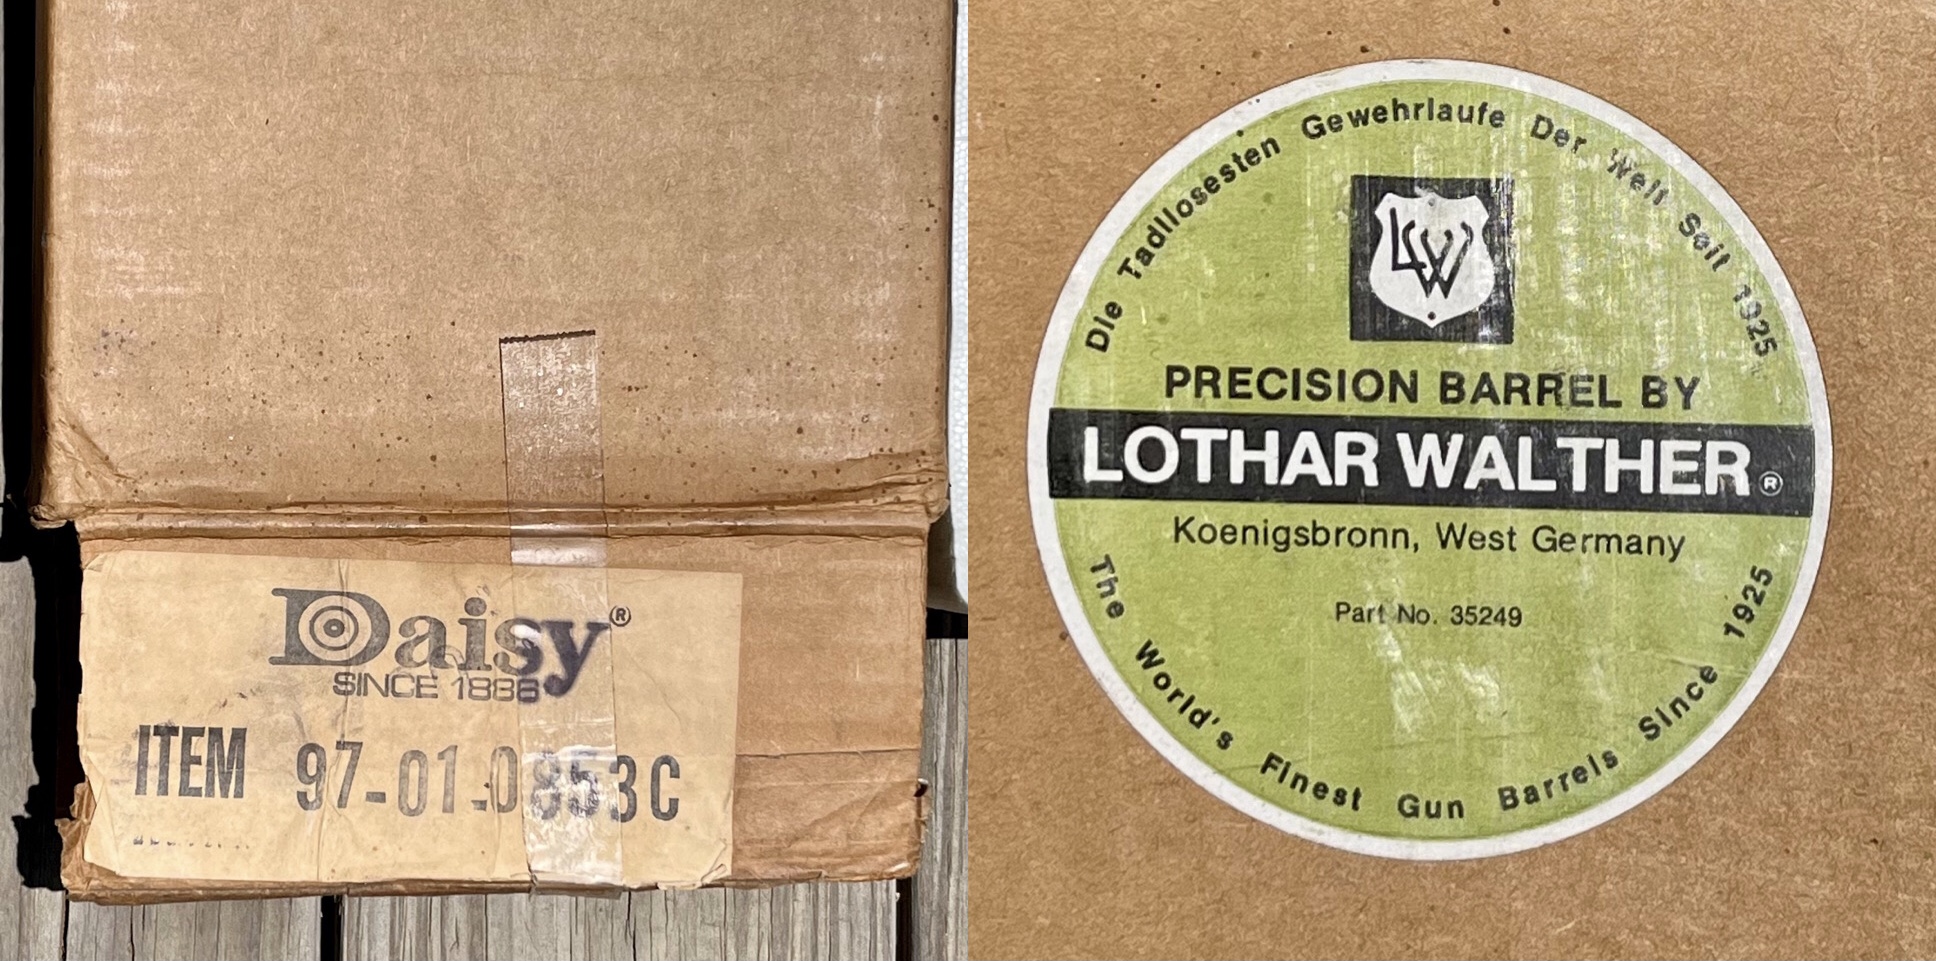 Daisy®
SINCE 1886
ITEM 97-01-0853C
Die Tadllosesten Gewehrlaufe Der Welt Seit 1925
LW
PRECISION BARREL BY
LOTHAR WALTHER®
Koenigsbronn, West Germany
Part No. 35249
The World's Finest Gun Barrels Since 1925